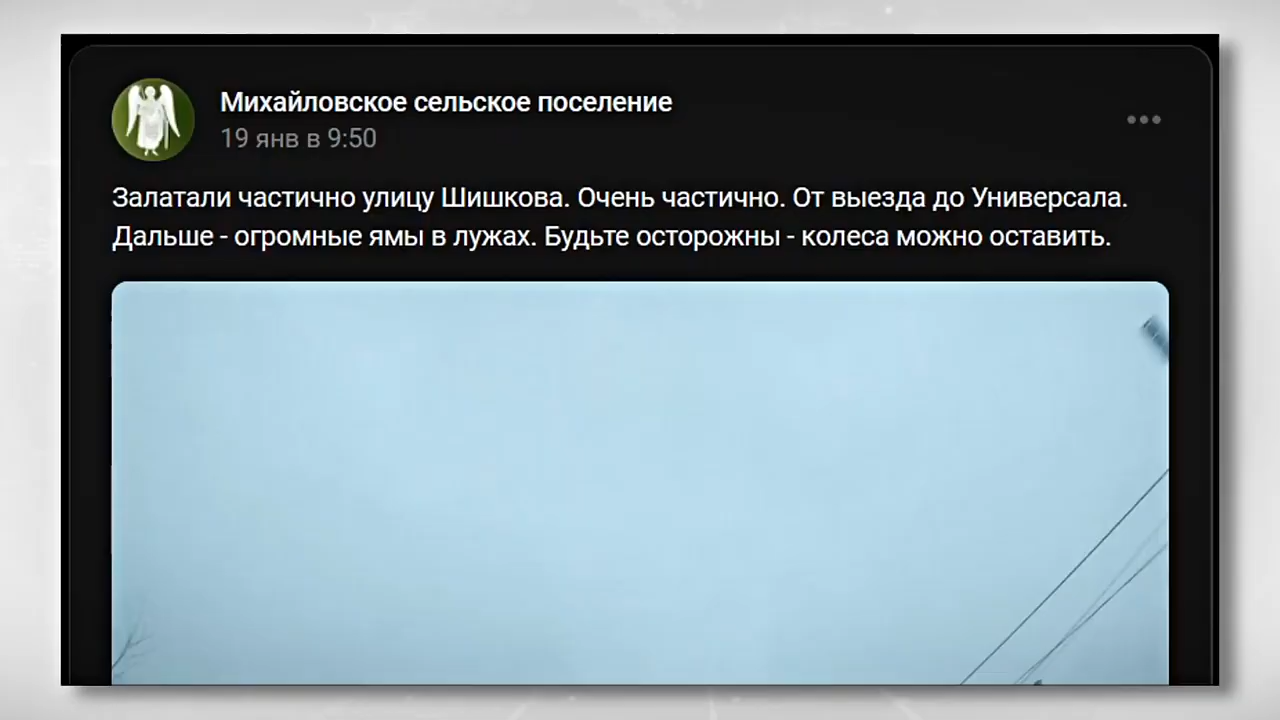 Михайловское сельское поселение
19 янв в 9:50
Залатали частично улицу Шишкова. Очень частично. От выезда до Универсала.
Дальше - огромные ямы в лужах. Будьте осторожны - колеса можно оставить.